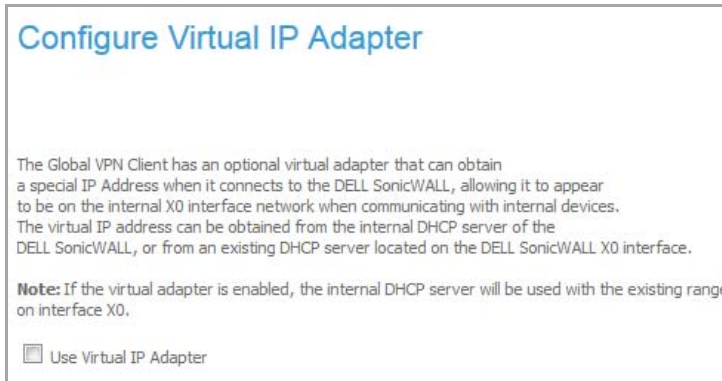 Configure Virtual IP Adapter
The Global VPN Client has an optional virtual adapter that can obtain
a special IP Address when it connects to the DELL SonicWALL, allowing it to appear
to be on the internal X0 interface network when communicating with internal devices.
The virtual IP address can be obtained from the internal DHCP server of the
DELL SonicWALL, or from an existing DHCP server located on the DELL SonicWALL X0 interface.
Note: If the virtual adapter is enabled, the internal DHCP server will be used with the existing range
on interface X0.
Use Virtual IP Adapter